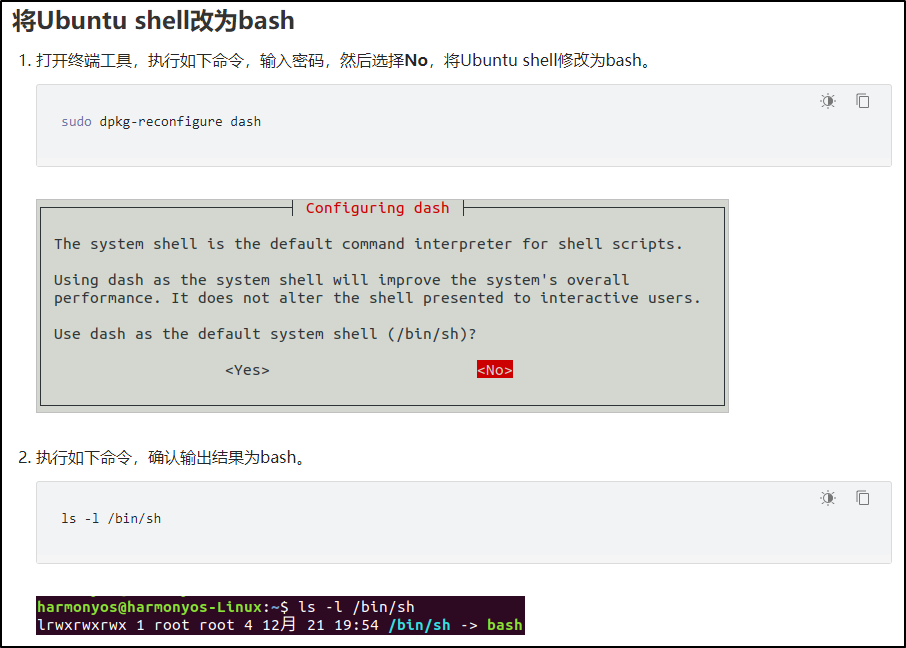 将Ubuntu shell改为bash
1. 打开终端工具，执行如下命令，输入密码，然后选择No，将Ubuntu shell修改为bash。
sudo dpkg-reconfigure dash
Configuring dash
The system shell is the default command interpreter for shell scripts.
Using dash as the system shell will improve the system's overall
performance. It does not alter the shell presented to interactive users.
Use dash as the default system shell (/bin/sh)?
<Yes> <No>
2. 执行如下命令，确认输出结果为bash。
ls -l /bin/sh
harmonyos@harmonyos-Linux:~$ ls -l /bin/sh
lrwxrwxrwx 1 root root 4 12月 21 19:54 /bin/sh -> bash